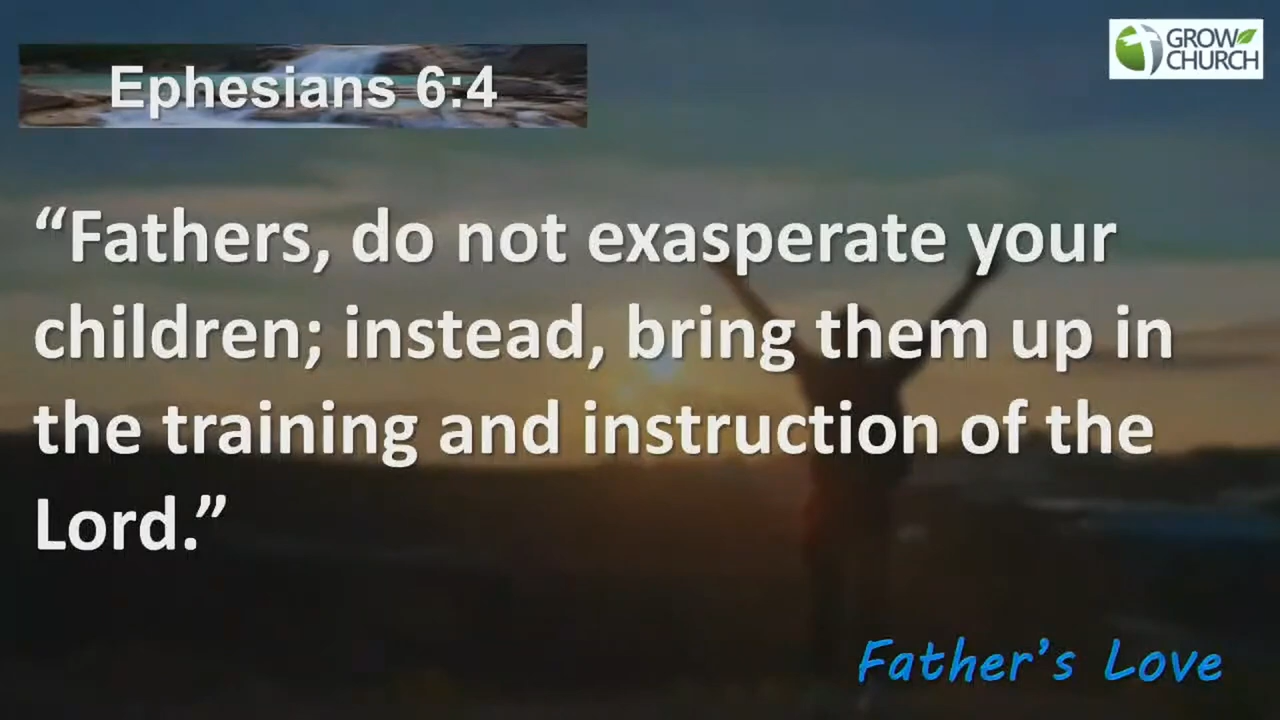 Ephesians 6:4
GROW
CHURCH
“Fathers, do not exasperate your
children; instead, bring them up in
the training and instruction of the
Lord.”
Father’s Love